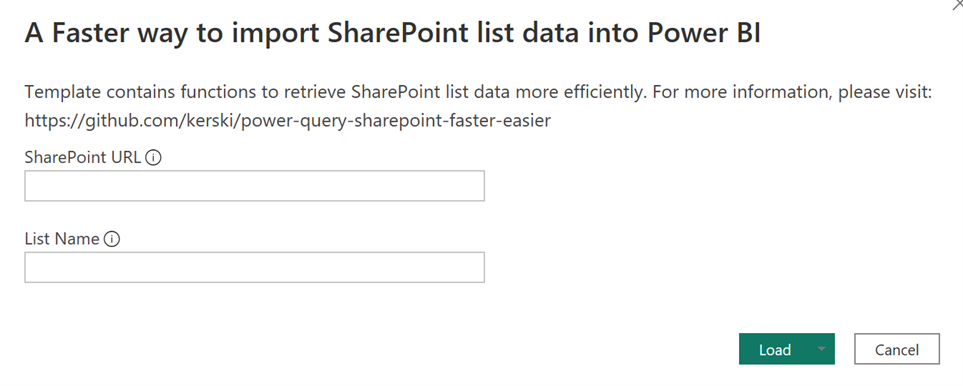 A Faster way to import SharePoint list data into Power BI
Template contains functions to retrieve SharePoint list data more efficiently. For more information, please visit:
https://github.com/kerski/power-query-sharepoint-faster-easier
SharePoint URL
List Name
Load
Cancel